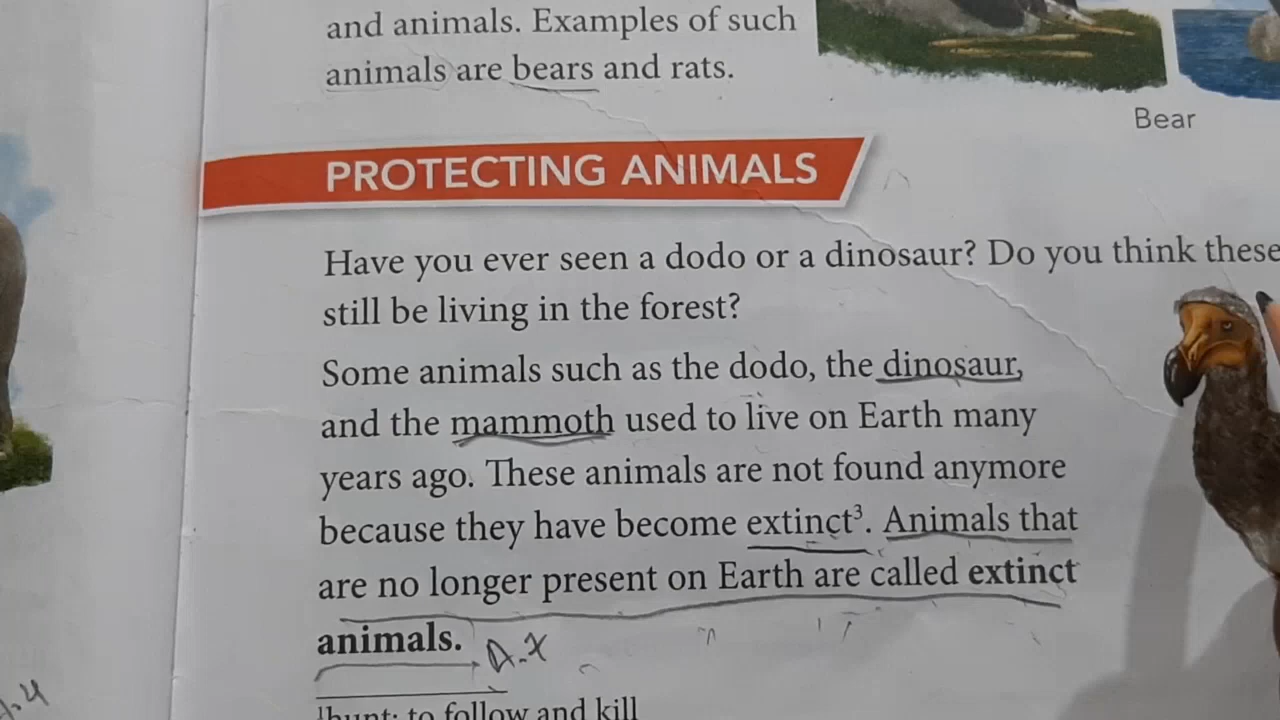 and animals. Examples of such
animals are bears and rats.
Bear
PROTECTING ANIMALS
Have you ever seen a dodo or a dinosaur? Do you think these
still be living in the forest?
Some animals such as the dodo, the dinosaur,
and the mammoth used to live on Earth many
years ago. These animals are not found anymore
because they have become extinct³. Animals that
are no longer present on Earth are called extinct
animals.
¹hunt: to follow and kill